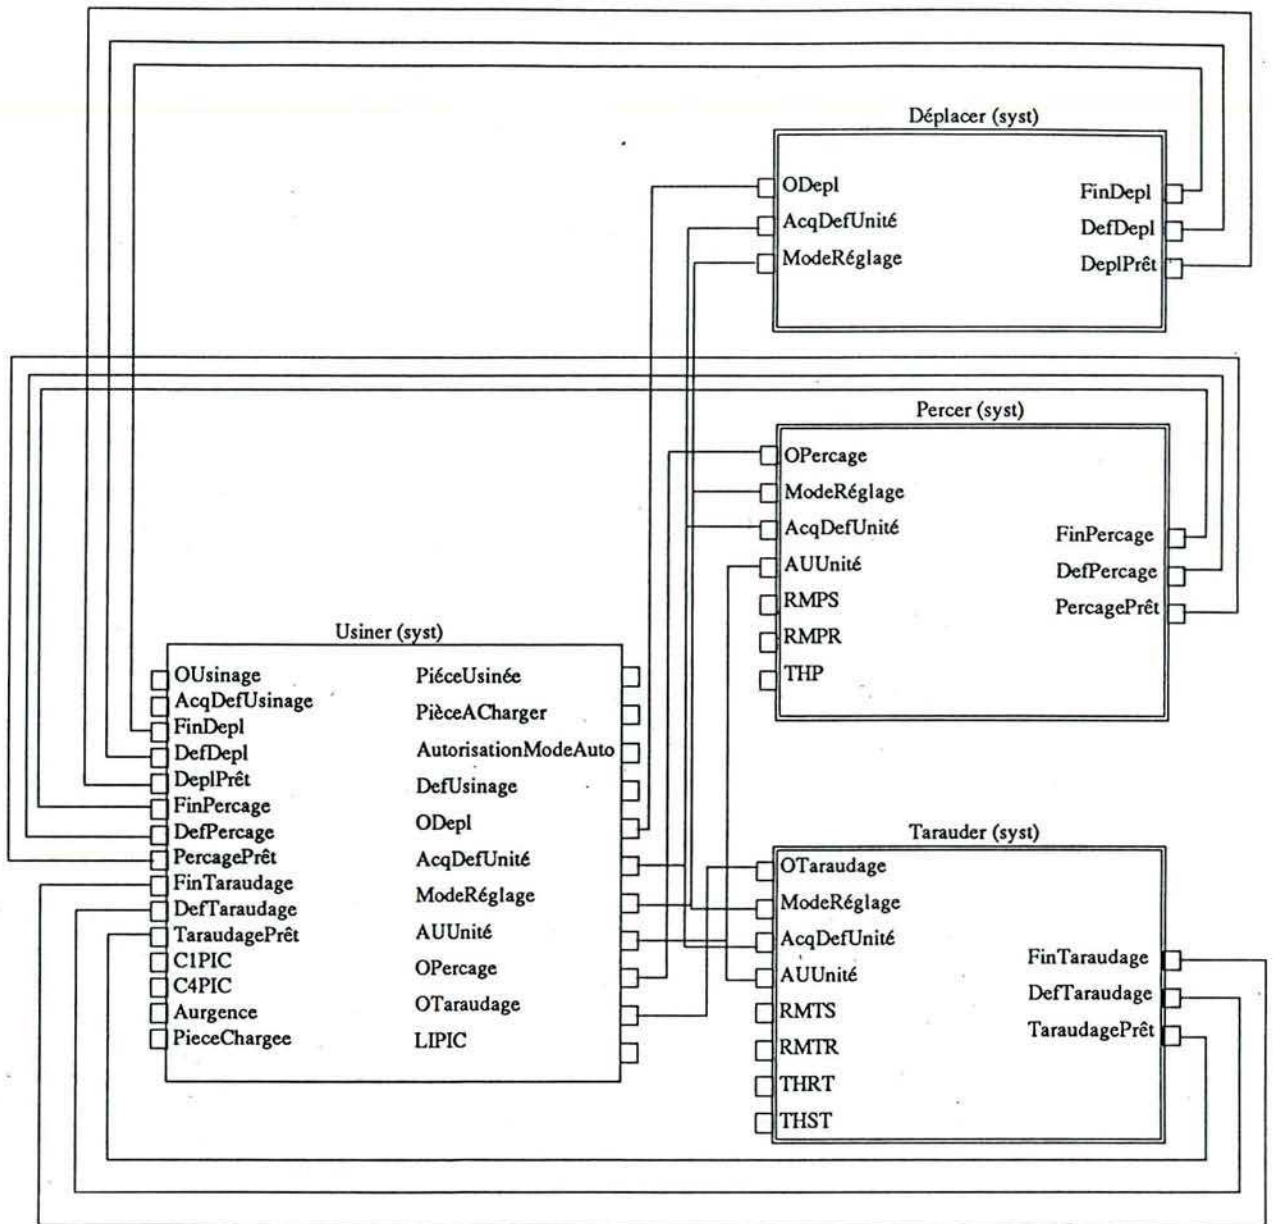 Déplacer (syst)
ODepl
AcqDefUnité
ModeRéglage
FinDepl
DefDepl
DeplPrêt
Percer (syst)
OPercage
ModeRéglage
AcqDefUnité
AUUnité
RMPS
RMPR
THP
FinPercage
DefPercage
PercagePrêt
Usiner (syst)
OUsinage
AcqDefUsinage
FinDepl
DefDepl
DeplPrêt
FinPercage
DefPercage
PercagePrêt
FinTaraudage
DefTaraudage
TaraudagePrêt
C1PIC
C4PIC
Aurgence
PieceChargee
PiéceUsinée
PièceACharger
AutorisationModeAuto
DefUsinage
ODepl
AcqDefUnité
ModeRéglage
AUUnité
OPercage
OTaraudage
LIPIC
Tarauder (syst)
OTaraudage
ModeRéglage
AcqDefUnité
AUUnité
RMTS
RMTR
THRT
THST
FinTaraudage
DefTaraudage
TaraudagePrêt